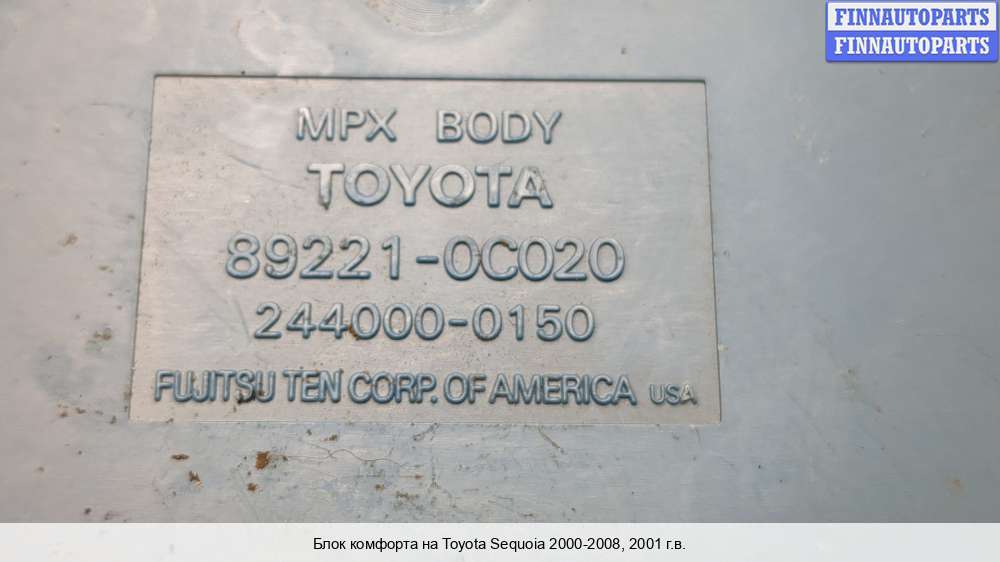 FINNAUTOPARTS
FINNAUTOPARTS
MPX BODY
TOYOTA
89221-0C020
244000-0150
FUJITSU TEN CORP. OF AMERICA USA
Блок комфорта на Toyota Sequoia 2000-2008, 2001 г.в.